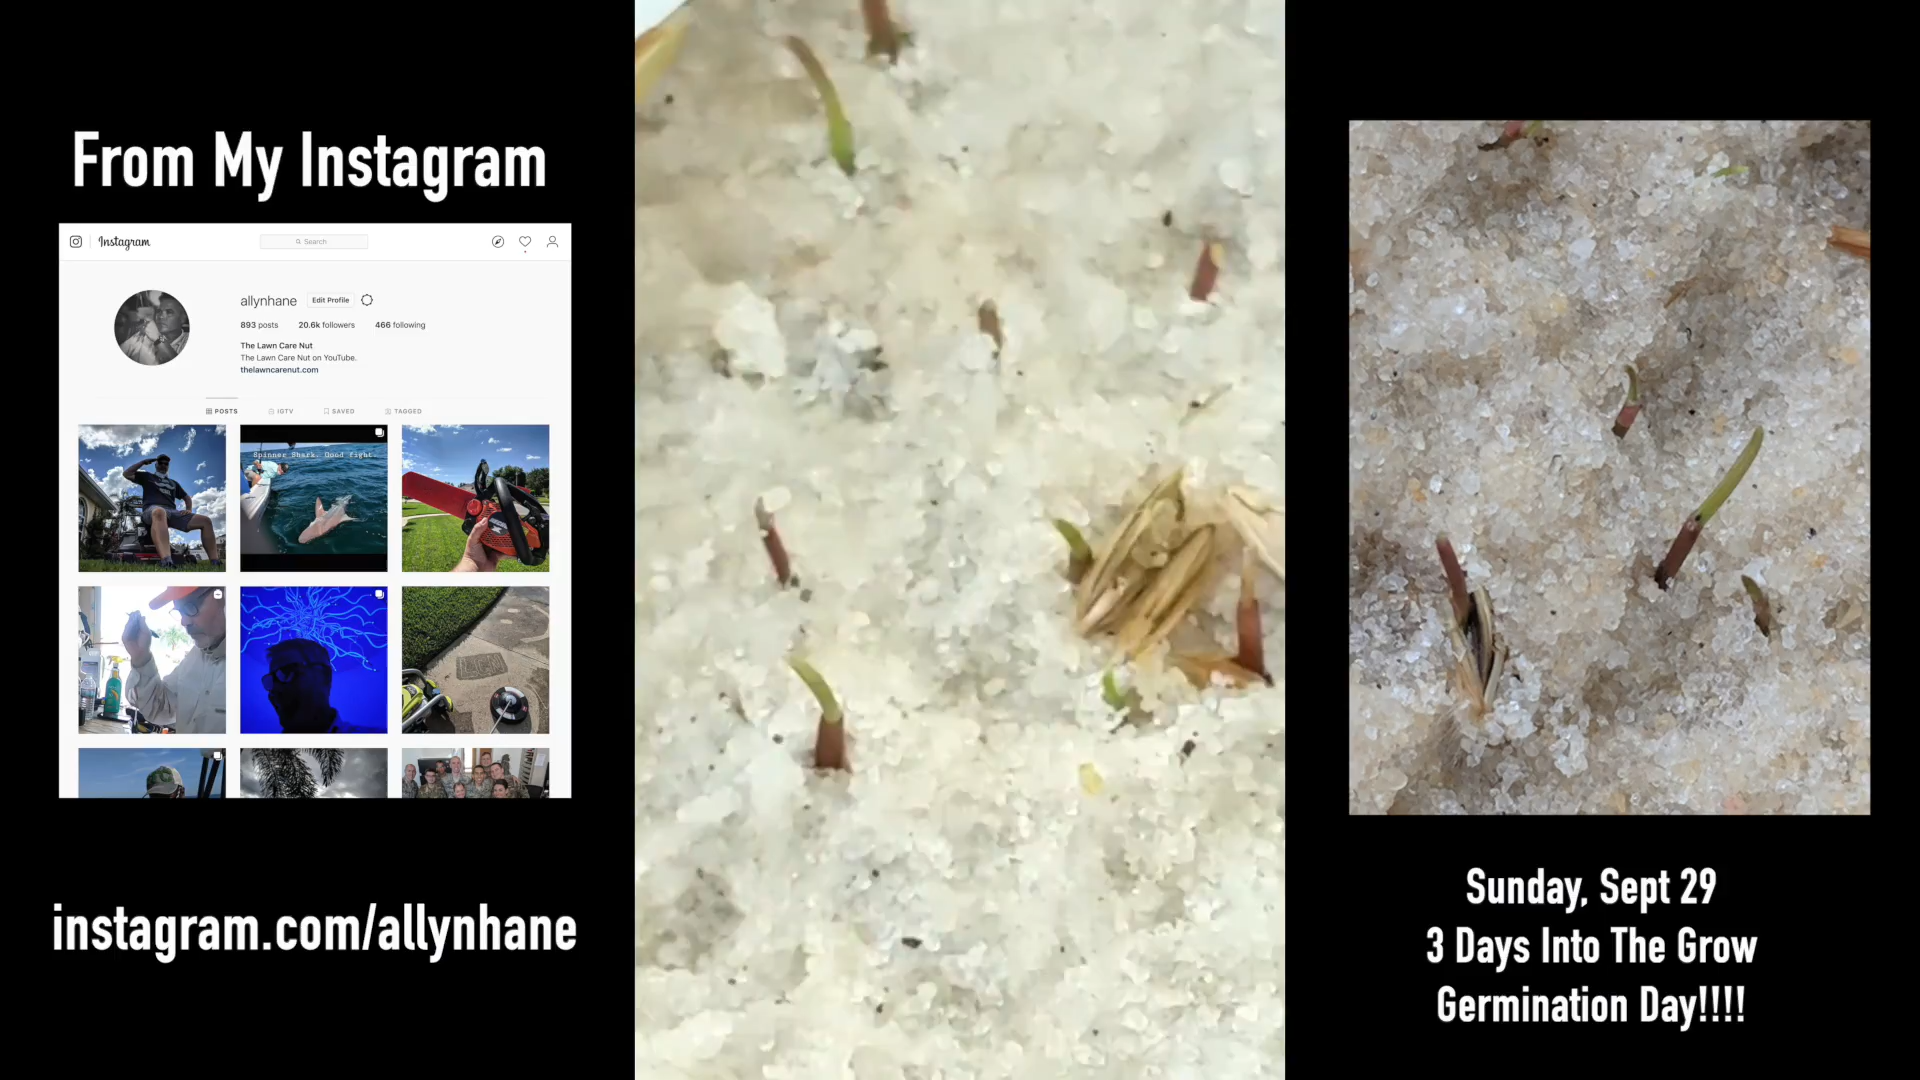 From My Instagram
Instagram
Search
allynhane
Edit Profile
893 posts
20.6k followers
466 following
The Lawn Care Nut
The Lawn Care Nut on YouTube.
thelawncarenut.com
POSTS
IGTV
SAVED
TAGGED
Spinner Shark. Good fight.
instagram.com/allynhane
Sunday, Sept 29
3 Days Into The Grow
Germination Day!!!!